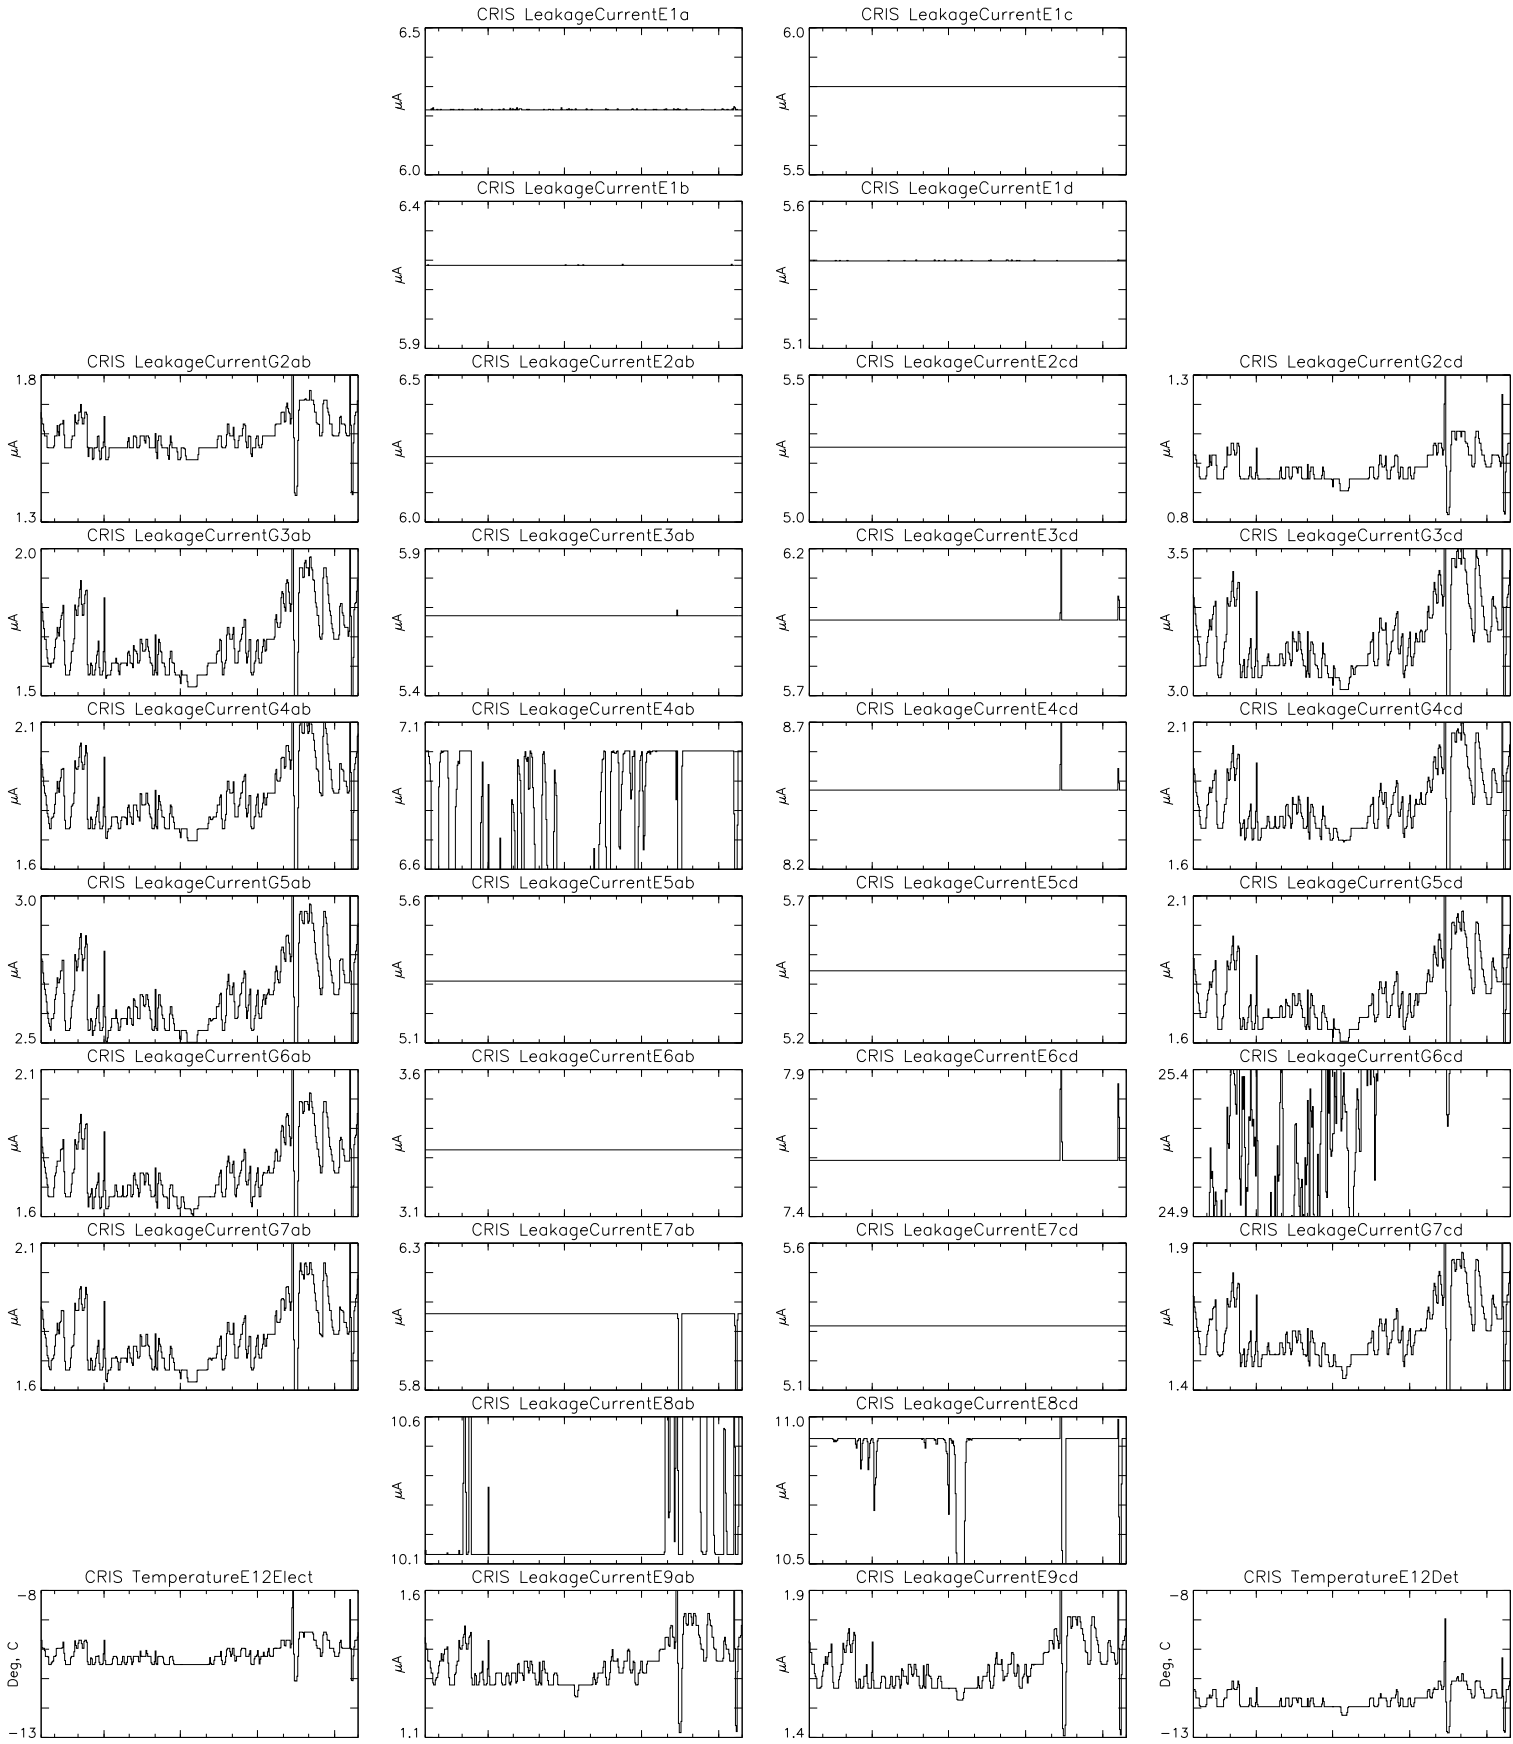 CRIS LeakageCurrentE1a
6.5
μA
6.0
CRIS LeakageCurrentE1c
6.0
μA
5.5
CRIS LeakageCurrentE1b
6.4
μA
5.9
CRIS LeakageCurrentE1d
5.6
μA
5.1
CRIS LeakageCurrentG2ab
1.8
μA
1.3
CRIS LeakageCurrentE2ab
6.5
μA
6.0
CRIS LeakageCurrentE2cd
5.5
μA
5.0
CRIS LeakageCurrentG2cd
1.3
μA
0.8
CRIS LeakageCurrentG3ab
2.0
μA
1.5
CRIS LeakageCurrentE3ab
5.9
μA
5.4
CRIS LeakageCurrentE3cd
6.2
μA
5.7
CRIS LeakageCurrentG3cd
3.5
μA
3.0
CRIS LeakageCurrentG4ab
2.1
μA
1.6
CRIS LeakageCurrentE4ab
7.1
μA
6.6
CRIS LeakageCurrentE4cd
8.7
μA
8.2
CRIS LeakageCurrentG4cd
2.1
μA
1.6
CRIS LeakageCurrentG5ab
3.0
μA
2.5
CRIS LeakageCurrentE5ab
5.6
μA
5.1
CRIS LeakageCurrentE5cd
5.7
μA
5.2
CRIS LeakageCurrentG5cd
2.1
μA
1.6
CRIS LeakageCurrentG6ab
2.1
μA
1.6
CRIS LeakageCurrentE6ab
3.6
μA
3.1
CRIS LeakageCurrentE6cd
7.9
μA
7.4
CRIS LeakageCurrentG6cd
25.4
μA
24.9
CRIS LeakageCurrentG7ab
2.1
μA
1.6
CRIS LeakageCurrentE7ab
6.3
μA
5.8
CRIS LeakageCurrentE7cd
5.6
μA
5.1
CRIS LeakageCurrentG7cd
1.9
μA
1.4
CRIS LeakageCurrentE8ab
10.6
μA
10.1
CRIS LeakageCurrentE8cd
11.0
μA
10.5
CRIS TemperatureE12Elect
-8
Deg, C
-13
CRIS LeakageCurrentE9ab
1.6
μA
1.1
CRIS LeakageCurrentE9cd
1.9
μA
1.4
CRIS TemperatureE12Det
-8
Deg, C
-13